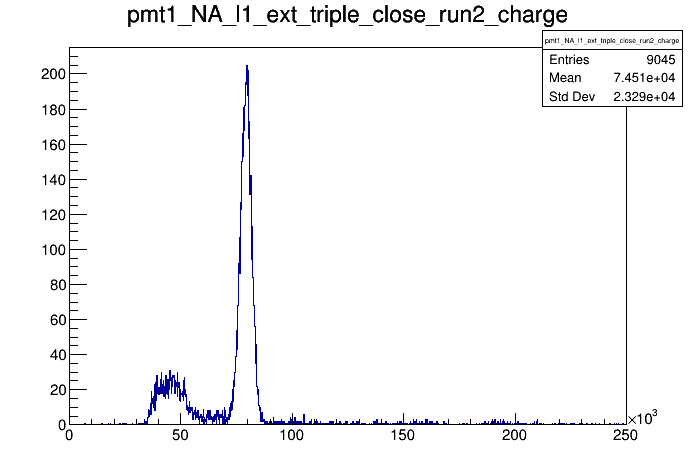 pmt1_NA_l1_ext_triple_close_run2_charge
pmt1_NA_l1_ext_triple_close_run2_charge
Entries 9045
Mean 7.451e+04
Std Dev 2.329e+04
200
180
160
140
120
100
80
60
40
20
0
0 50 100 150 200 250
×10³